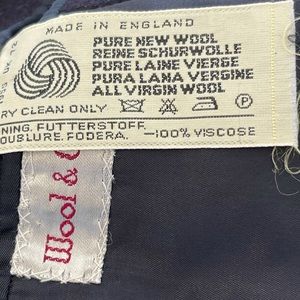 MADE IN ENGLAND
PURE NEW WOOL
REINE SCHURWOLLE
PURE LAINE VIERGE
PURA LANA VERGINE
ALL VIRGIN WOOL
DRY CLEAN ONLY
P
NING. FUTTERSTOFF.
OUBLURE. FODERA. —100% VISCOSE
Wool &